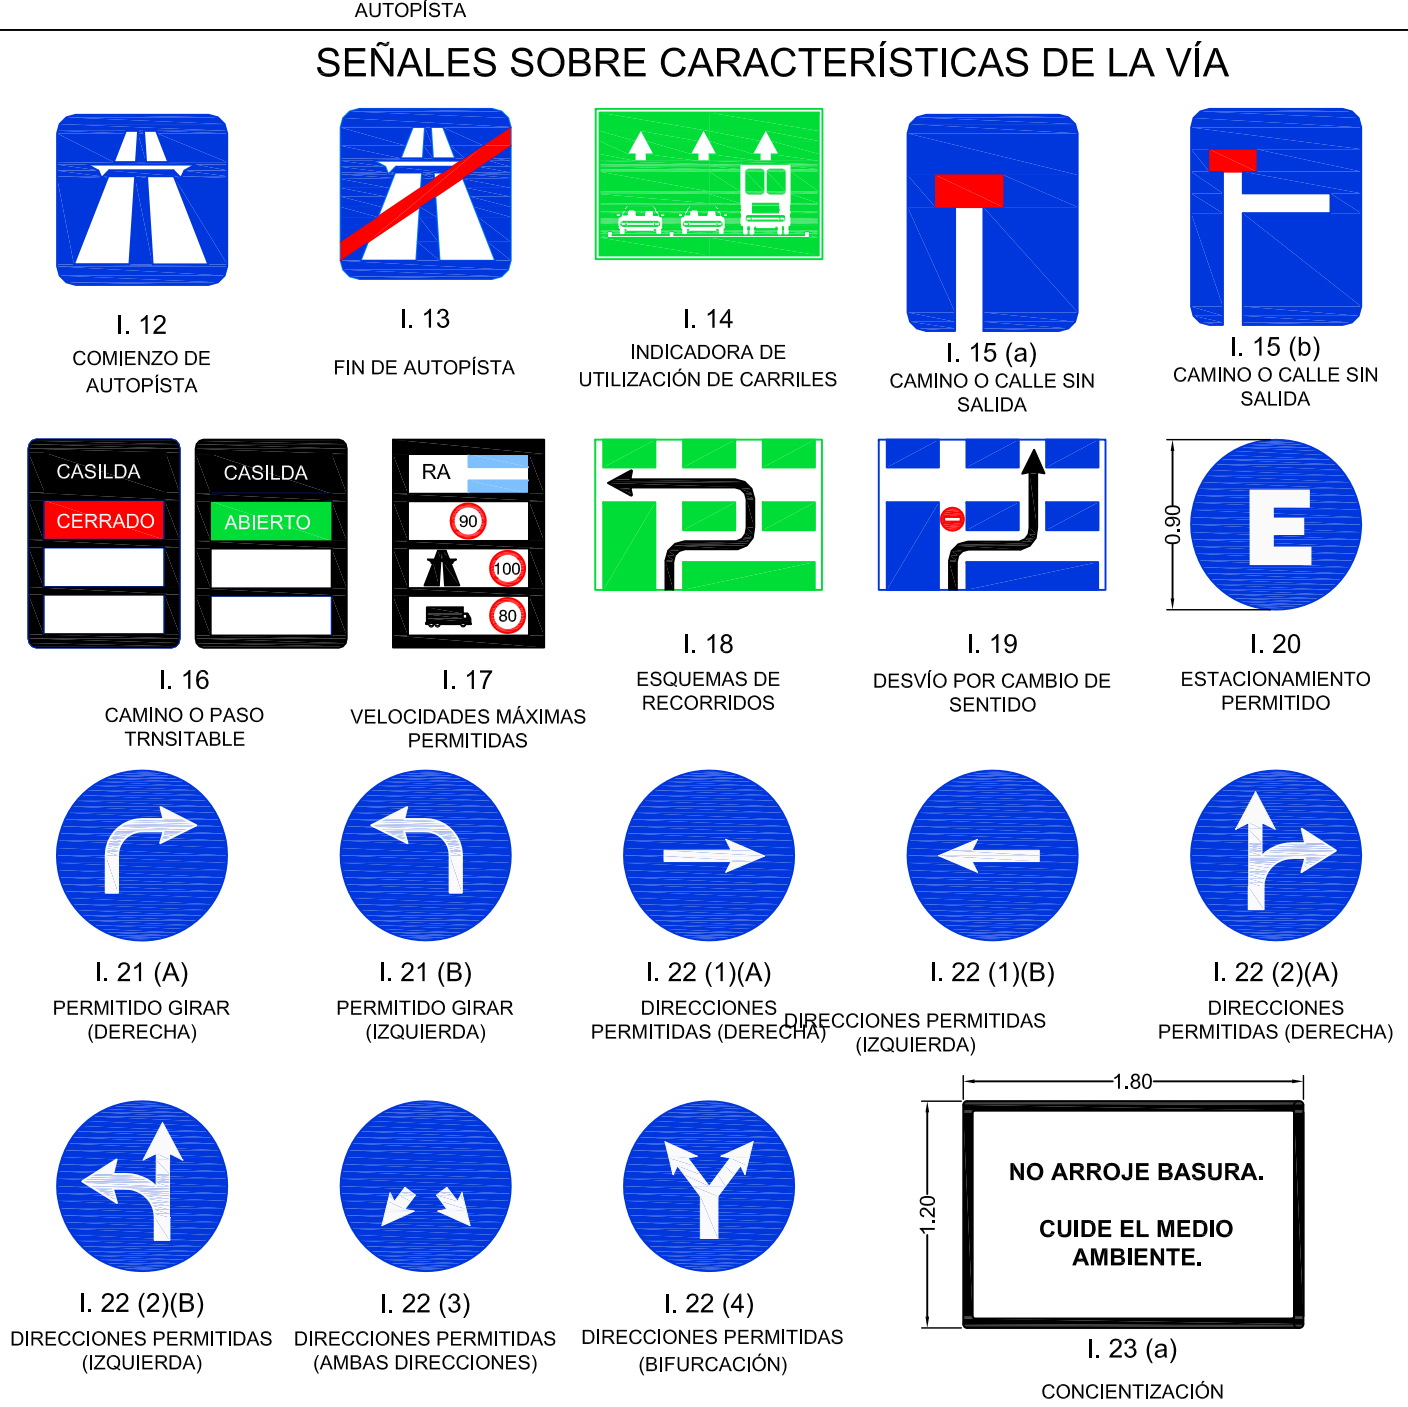 AUTOPÍSTA
SEÑALES SOBRE CARACTERÍSTICAS DE LA VÍA
I. 12
COMIENZO DE
AUTOPÍSTA
I. 13
FIN DE AUTOPÍSTA
I. 14
INDICADORA DE
UTILIZACIÓN DE CARRILES
I. 15 (a)
CAMINO O CALLE SIN
SALIDA
I. 15 (b)
CAMINO O CALLE SIN
SALIDA
CASILDA
CERRADO
CASILDA
ABIERTO
I. 16
CAMINO O PASO
TRNSITABLE
RA
90
100
80
I. 17
VELOCIDADES MÁXIMAS
PERMITIDAS
I. 18
ESQUEMAS DE
RECORRIDOS
I. 19
DESVÍO POR CAMBIO DE
SENTIDO
0.90
E
I. 20
ESTACIONAMIENTO
PERMITIDO
I. 21 (A)
PERMITIDO GIRAR
(DERECHA)
I. 21 (B)
PERMITIDO GIRAR
(IZQUIERDA)
I. 22 (1)(A)
DIRECCIONES
PERMITIDAS (DERECHA)
I. 22 (1)(B)
DIRECCIONES PERMITIDAS
(IZQUIERDA)
I. 22 (2)(A)
DIRECCIONES
PERMITIDAS (DERECHA)
I. 22 (2)(B)
DIRECCIONES PERMITIDAS
(IZQUIERDA)
I. 22 (3)
DIRECCIONES PERMITIDAS
(AMBAS DIRECCIONES)
I. 22 (4)
DIRECCIONES PERMITIDAS
(BIFURCACIÓN)
1.80
1.20
NO ARROJE BASURA.
CUIDE EL MEDIO
AMBIENTE.
I. 23 (a)
CONCIENTIZACIÓN